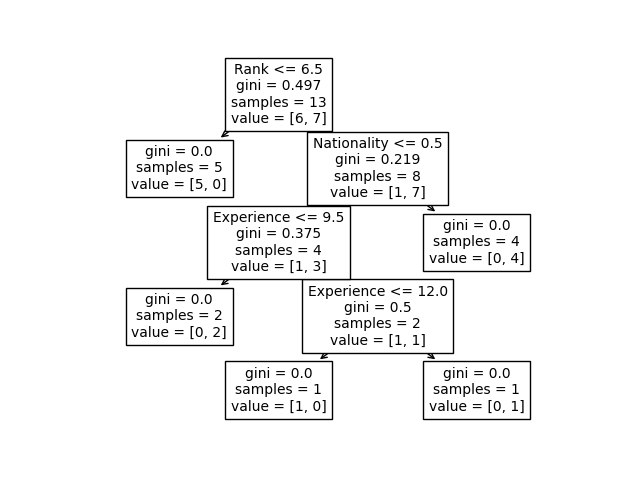 Rank <= 6.5
gini = 0.497
samples = 13
value = [6, 7]
gini = 0.0
samples = 5
value = [5, 0]
Nationality <= 0.5
gini = 0.219
samples = 8
value = [1, 7]
Experience <= 9.5
gini = 0.375
samples = 4
value = [1, 3]
gini = 0.0
samples = 4
value = [0, 4]
gini = 0.0
samples = 2
value = [0, 2]
Experience <= 12.0
gini = 0.5
samples = 2
value = [1, 1]
gini = 0.0
samples = 1
value = [1, 0]
gini = 0.0
samples = 1
value = [0, 1]